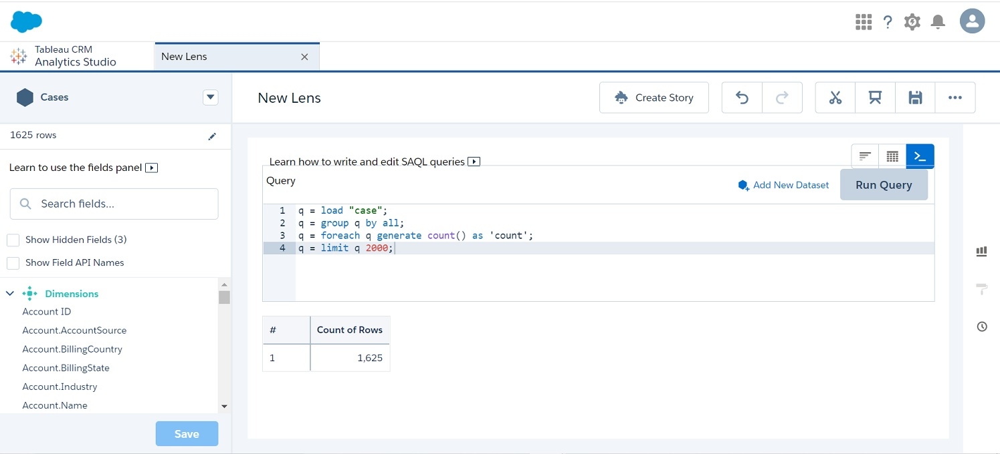 Tableau CRM
Analytics Studio
New Lens
Cases
New Lens
Create Story
1625 rows
Learn to use the fields panel
Search fields...
Show Hidden Fields (3)
Show Field API Names
Dimensions
Account ID
Account.AccountSource
Account.BillingCountry
Account.BillingState
Account.Industry
Account.Name
Save
Learn how to write and edit SAQL queries
Query
Add New Dataset
Run Query
1 q = load "case";
2 q = group q by all;
3 q = foreach q generate count() as 'count';
4 q = limit q 2000;
# Count of Rows
1 1,625